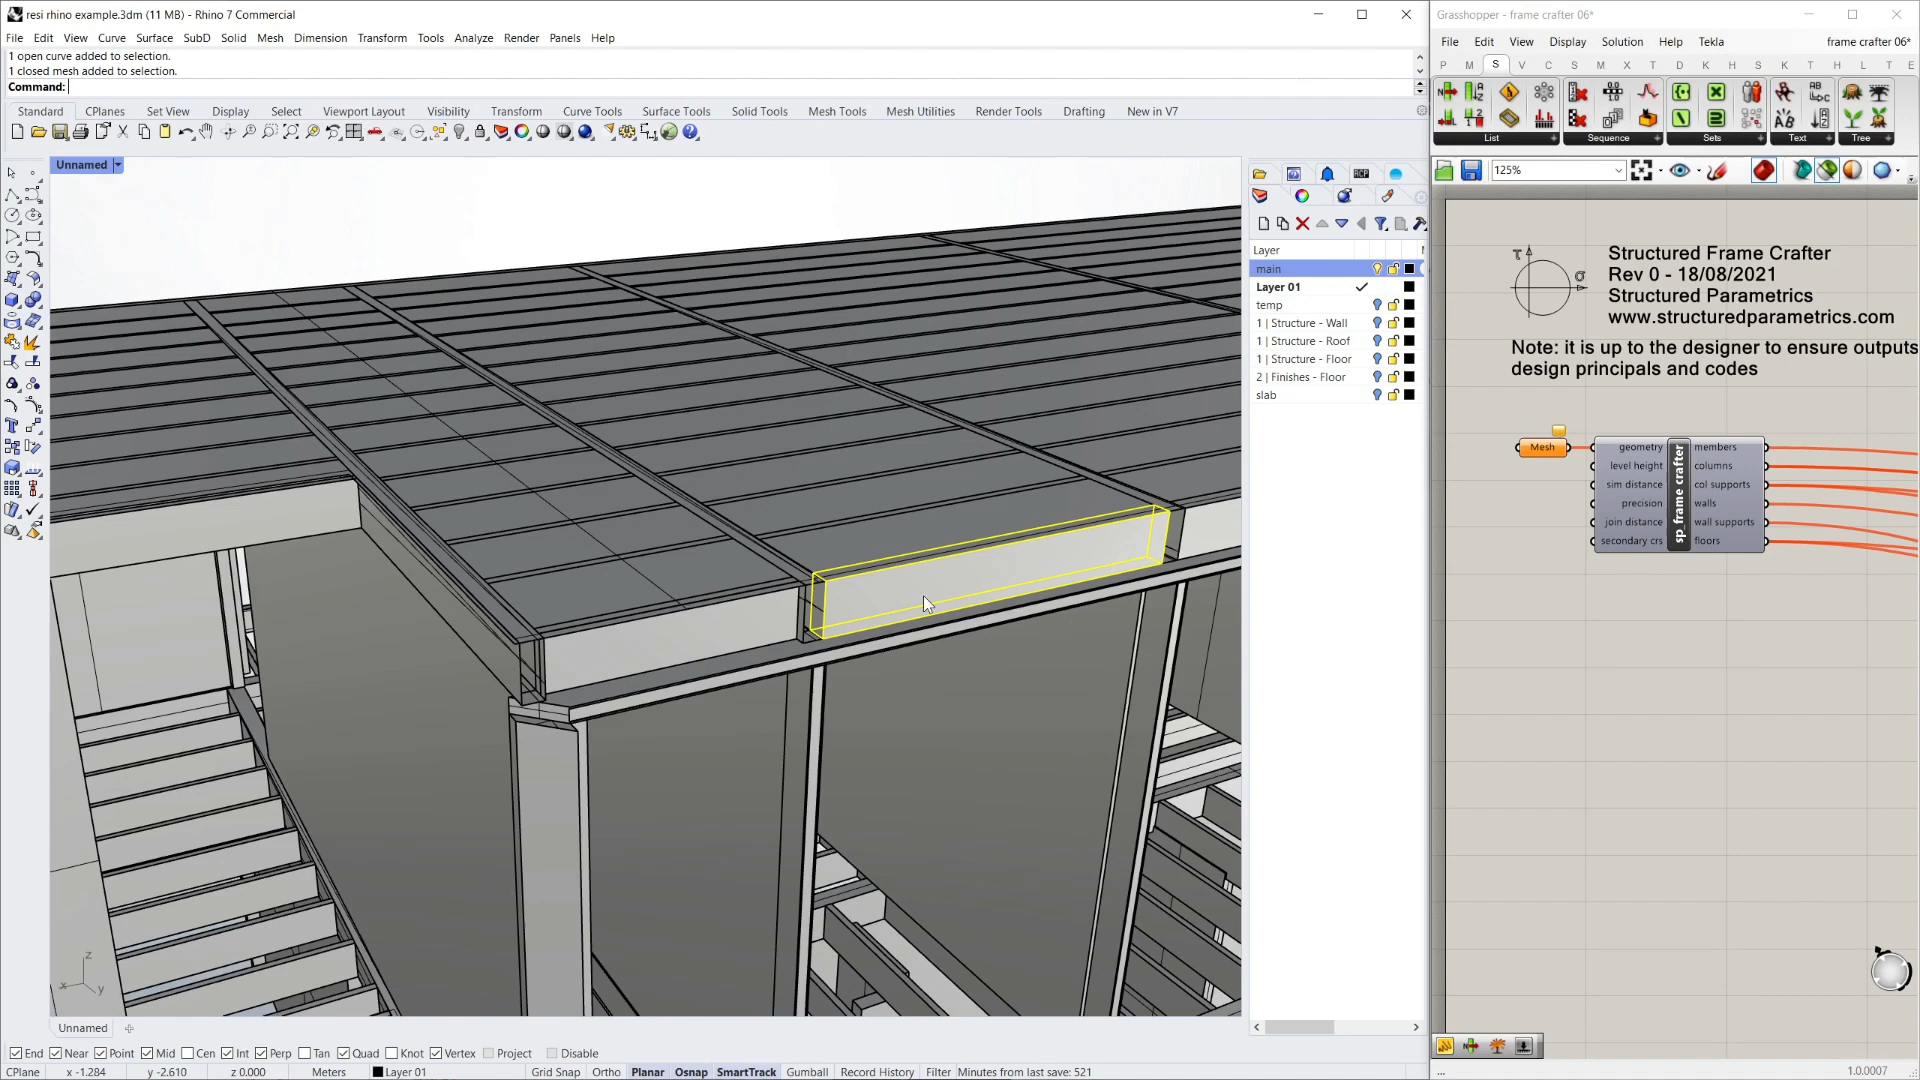 resi rhino example.3dm (11 MB) - Rhino 7 Commercial
File Edit View Curve Surface SubD Solid Mesh Dimension Transform Tools Analyze Render Panels Help
1 open curve added to selection.
1 closed mesh added to selection.
Command:
Standard CPlanes Set View Display Select Viewport Layout Visibility Transform Curve Tools Surface Tools Solid Tools Mesh Tools Mesh Utilities Render Tools Drafting New in V7
Unnamed
RCP
Layer
main
Layer 01
temp
1 | Structure - Wall
1 | Structure - Roof
1 | Structure - Floor
2 | Finishes - Floor
slab
z
x y
Unnamed
End Near Point Mid Cen Int Perp Tan Quad Knot Vertex Project Disable
CPlane x -1.284 y -2.610 z 0.000 Meters Layer 01 Grid Snap Ortho Planar Osnap SmartTrack Gumball Record History Filter Minutes from last save: 521
Grasshopper - frame crafter 06*
File Edit View Display Solution Help Tekla frame crafter 06*
P M S V C S M X T D K H S K T H L T E
List Sequence Sets Text Tree
125%
τ
σ
Structured Frame Crafter
Rev 0 - 18/08/2021
Structured Parametrics
www.structuredparametrics.com
Note: it is up to the designer to ensure outputs
design principals and codes
Mesh
geometry
level height
sim distance
precision
join distance
secondary crs
sp_frame crafter
members
columns
col supports
walls
wall supports
floors
...
1.0.0007